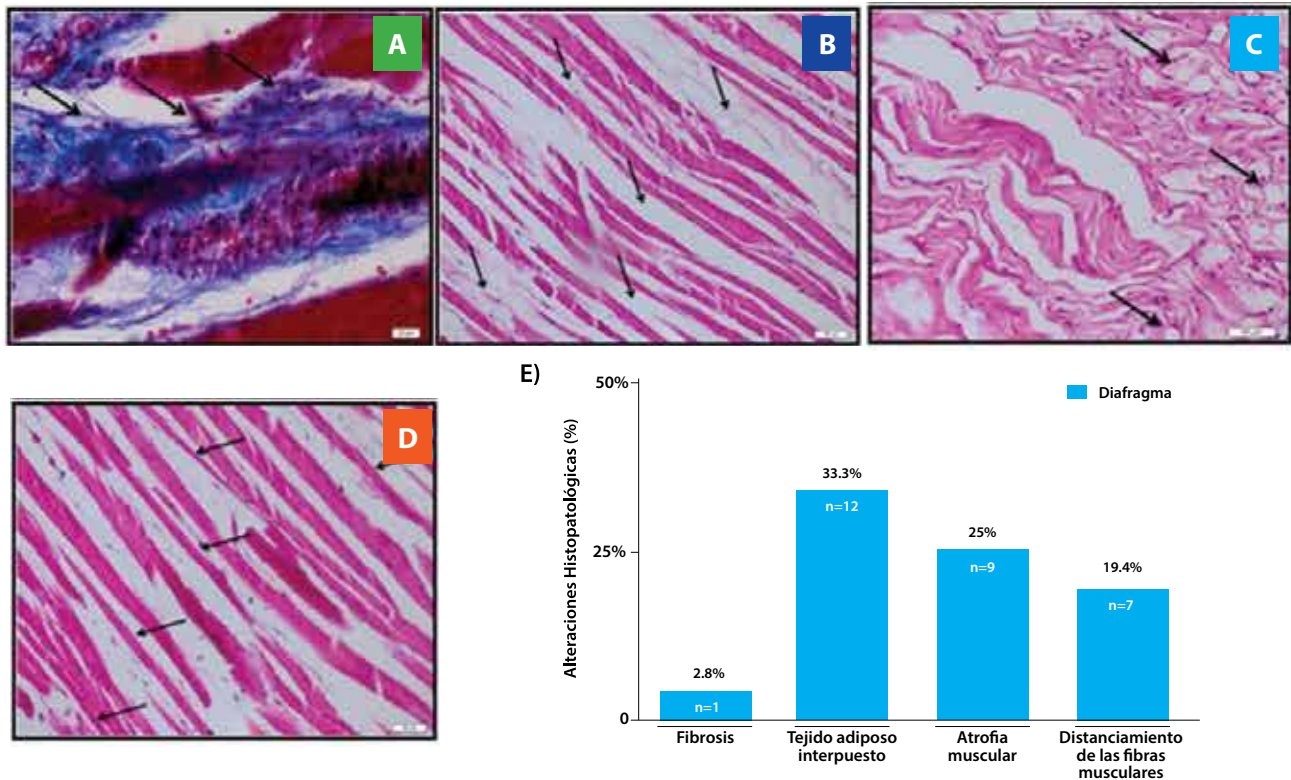 A
B
C
D
E)
Alteraciones Histopatológicas (%)
50%
25%
0
Diafragma
2.8%
n=1
33.3%
n=12
25%
n=9
19.4%
n=7
Fibrosis
Tejido adiposo
interpuesto
Atrofia
muscular
Distanciamiento
de las fibras
musculares